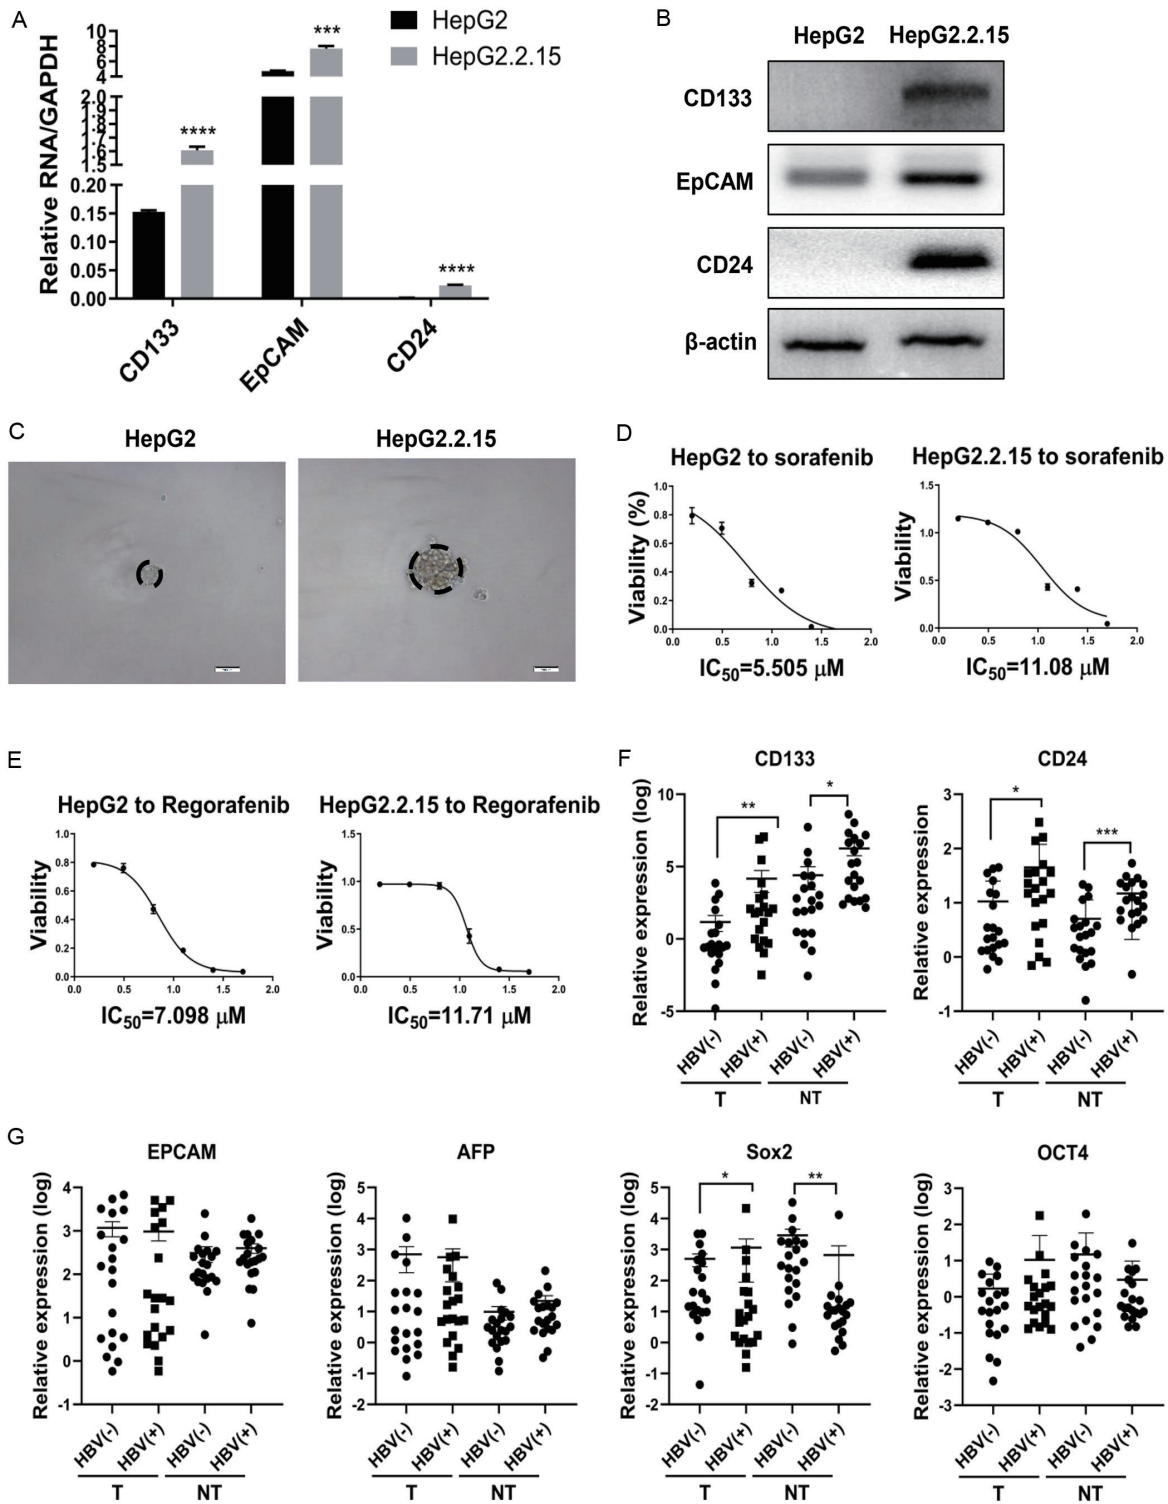 A
HepG2
HepG2.2.15
Relative RNA/GAPDH
10
8
6
4
2.0
1.9
1.6
1.5
0.20
0.15
0.10
0.05
0.00
****
***
****
CD133
EpCAM
CD24
B
HepG2 HepG2.2.15
CD133
EpCAM
CD24
β-actin
C
HepG2
HepG2.2.15
D
HepG2 to sorafenib
Viability (%)
1.0
0.8
0.6
0.4
0.2
0.0
0.0 0.5 1.0 1.5 2.0
IC50=5.505 μM
HepG2.2.15 to sorafenib
Viability
1.5
1.0
0.5
0.0
0.0 0.5 1.0 1.5 2.0
IC50=11.08 μM
E
HepG2 to Regorafenib
Viability
1.0
0.8
0.6
0.4
0.2
0.0
0.0 0.5 1.0 1.5 2.0
IC50=7.098 μM
HepG2.2.15 to Regorafenib
Viability
1.5
1.0
0.5
0.0
0.0 0.5 1.0 1.5 2.0
IC50=11.71 μM
F
CD133
Relative expression (log)
10
5
0
-5
**
*
HBV(-) HBV(+) HBV(-) HBV(+)
T NT
CD24
Relative expression
3
2
1
0
-1
*
***
HBV(-) HBV(+) HBV(-) HBV(+)
T NT
G
EPCAM
Relative expression (log)
4
3
2
1
0
-1
HBV(-) HBV(+) HBV(-) HBV(+)
T NT
AFP
Relative expression (log)
5
4
3
2
1
0
-1
-2
HBV(-) HBV(+) HBV(-) HBV(+)
T NT
Sox2
Relative expression (log)
5
4
3
2
1
0
-1
-2
*
**
HBV(-) HBV(+) HBV(-) HBV(+)
T NT
OCT4
Relative expression (log)
3
2
1
0
-1
-2
-3
HBV(-) HBV(+) HBV(-) HBV(+)
T NT